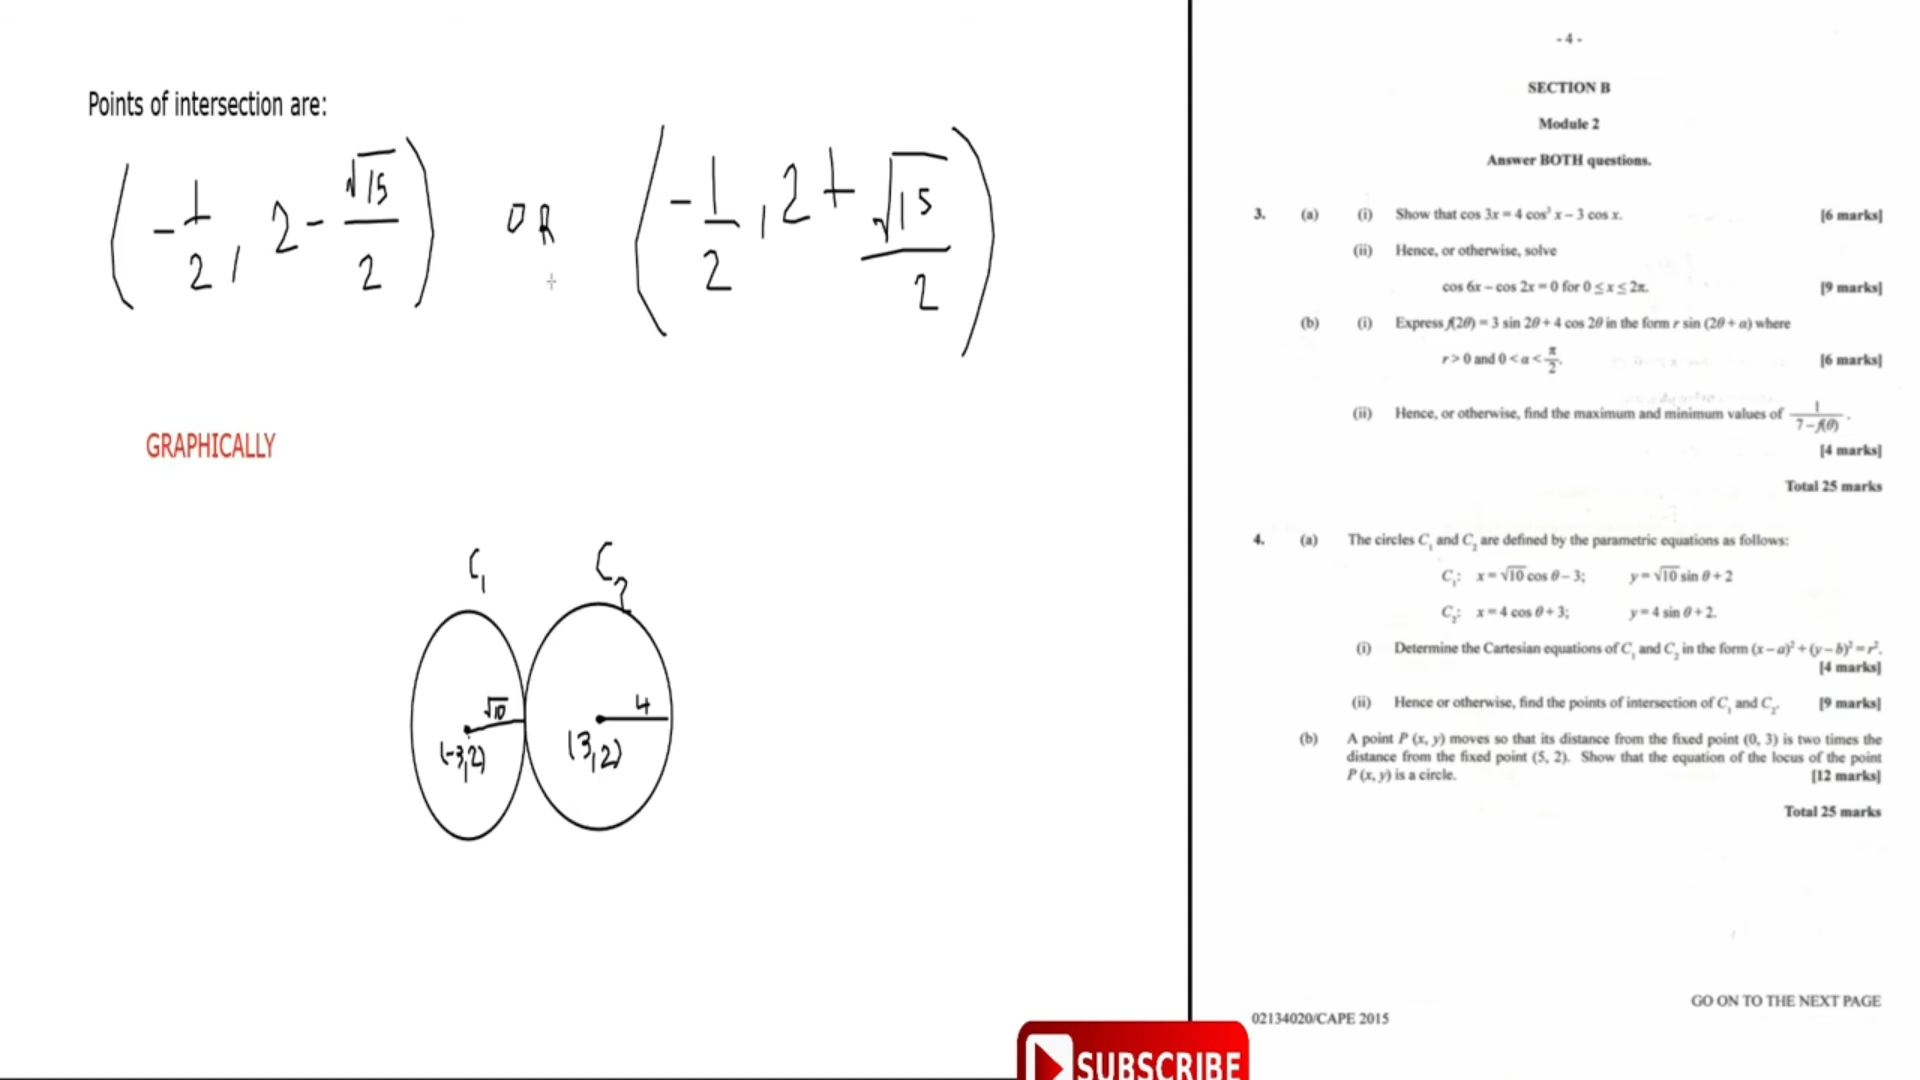 Points of intersection are:
(-1/2, 2 - √15/2) OR (-1/2, 2 + √15/2)
GRAPHICALLY
C₁ C₂
√10 4
(-3,2) (3,2)
- 4 -
SECTION B
Module 2
Answer BOTH questions.
3. (a) (i) Show that cos 3x = 4 cos³ x – 3 cos x. [6 marks]
(ii) Hence, or otherwise, solve
cos 6x – cos 2x = 0 for 0 ≤ x ≤ 2π. [9 marks]
(b) (i) Express f(2θ) = 3 sin 2θ + 4 cos 2θ in the form r sin (2θ + α) where
r > 0 and 0 < α < π/2. [6 marks]
(ii) Hence, or otherwise, find the maximum and minimum values of 1/(7 – f(θ)).
[4 marks]
Total 25 marks
4. (a) The circles C₁ and C₂ are defined by the parametric equations as follows:
C₁: x = √10 cos θ – 3; y = √10 sin θ + 2
C₂: x = 4 cos θ + 3; y = 4 sin θ + 2.
(i) Determine the Cartesian equations of C₁ and C₂ in the form (x – a)² + (y – b)² = r².
[4 marks]
(ii) Hence or otherwise, find the points of intersection of C₁ and C₂. [9 marks]
(b) A point P (x, y) moves so that its distance from the fixed point (0, 3) is two times the
distance from the fixed point (5, 2). Show that the equation of the locus of the point
P (x, y) is a circle. [12 marks]
Total 25 marks
GO ON TO THE NEXT PAGE
02134020/CAPE 2015
SUBSCRIBE